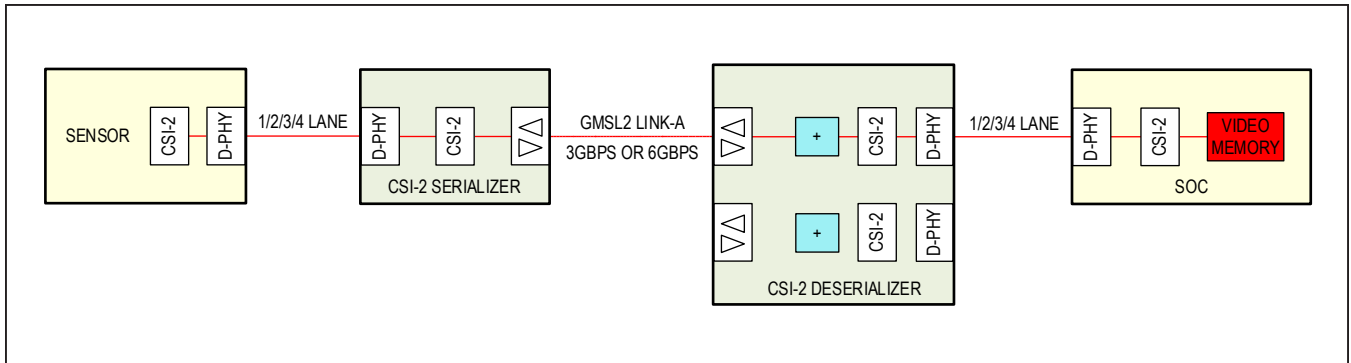 SENSOR
CSI-2
D-PHY
1/2/3/4 LANE
D-PHY
CSI-2
CSI-2 SERIALIZER
GMSL2 LINK-A
3GBPS OR 6GBPS
+
CSI-2
D-PHY
+
CSI-2
D-PHY
CSI-2 DESERIALIZER
1/2/3/4 LANE
D-PHY
CSI-2
VIDEO
MEMORY
SOC